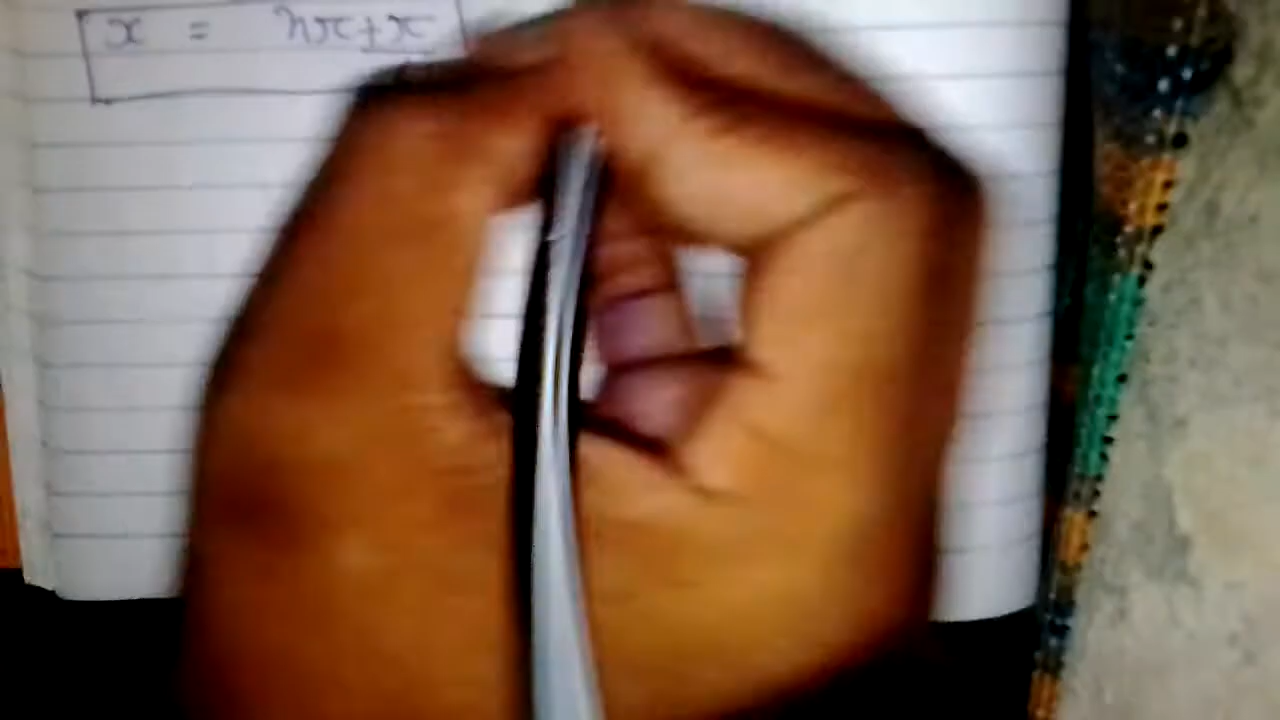 x = nπ+π